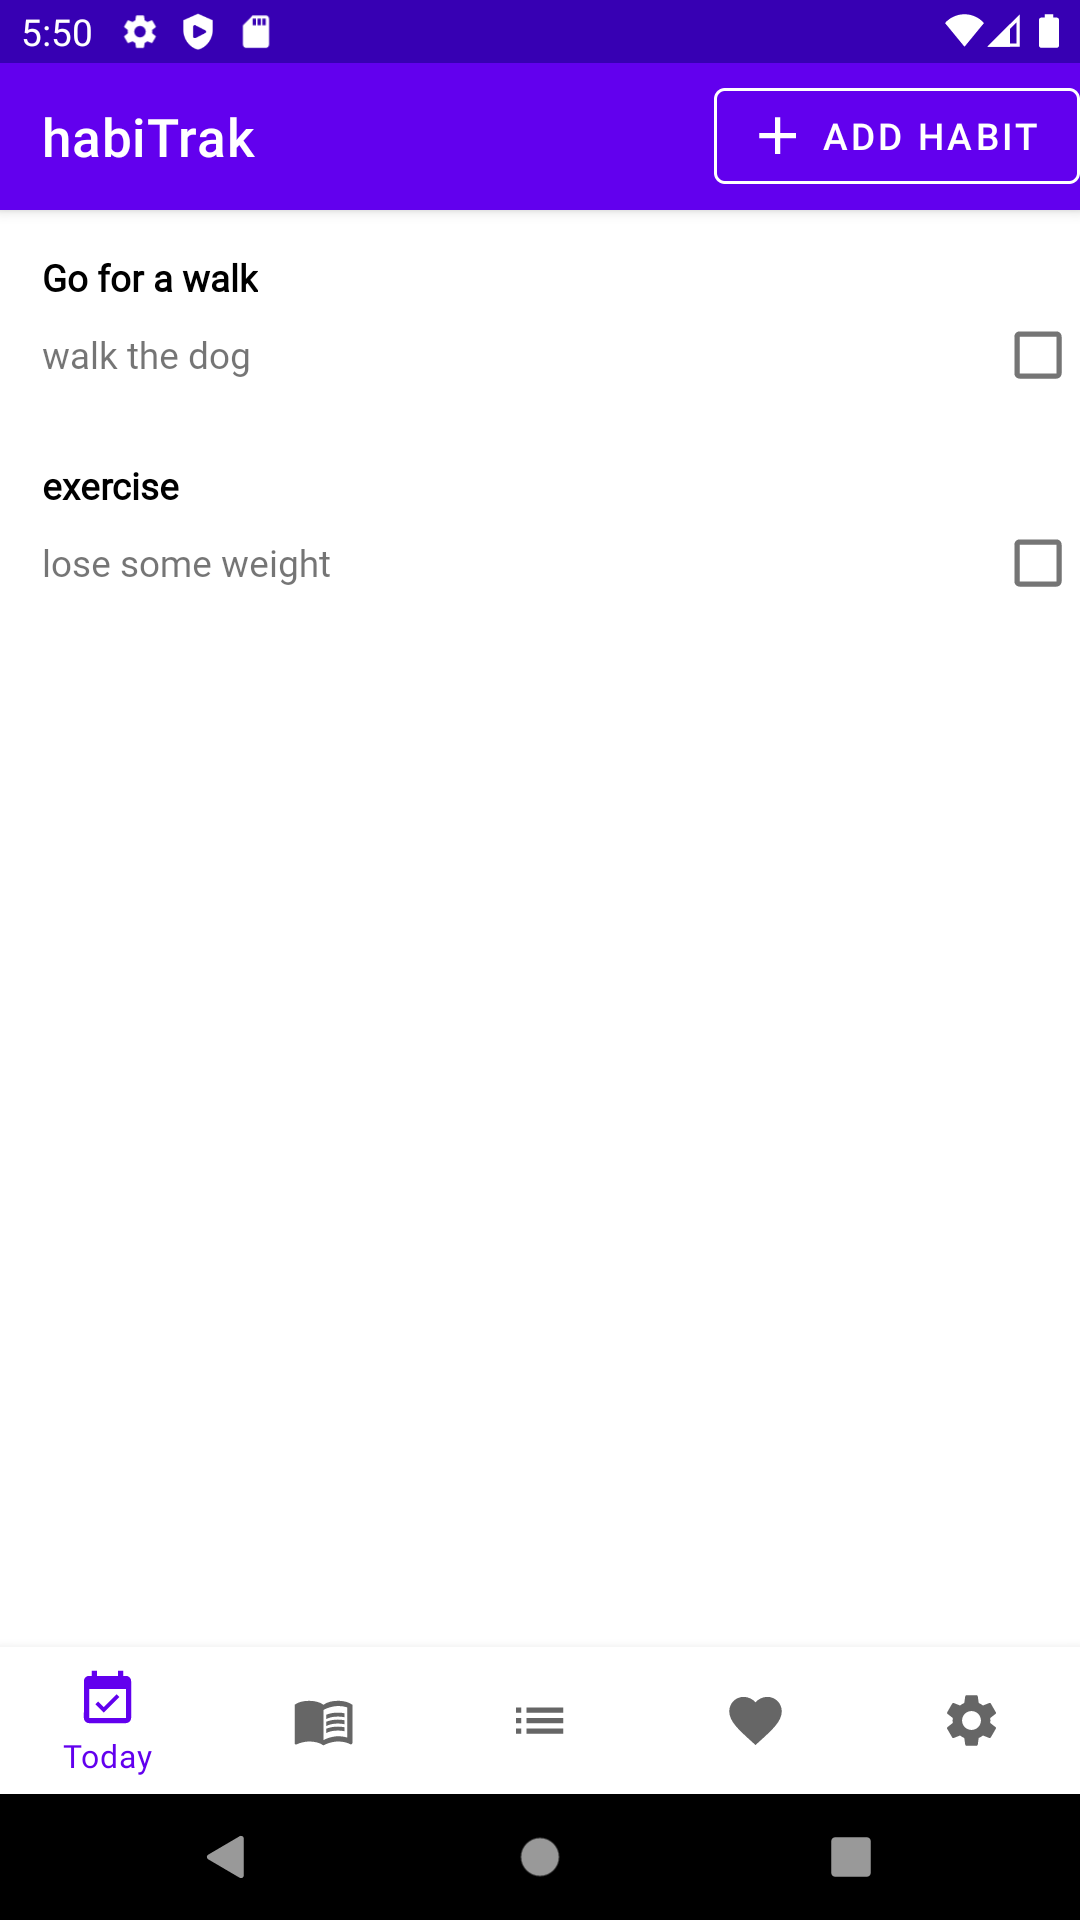 5:50
habiTrak
ADD HABIT
Go for a walk
walk the dog
exercise
lose some weight
Today